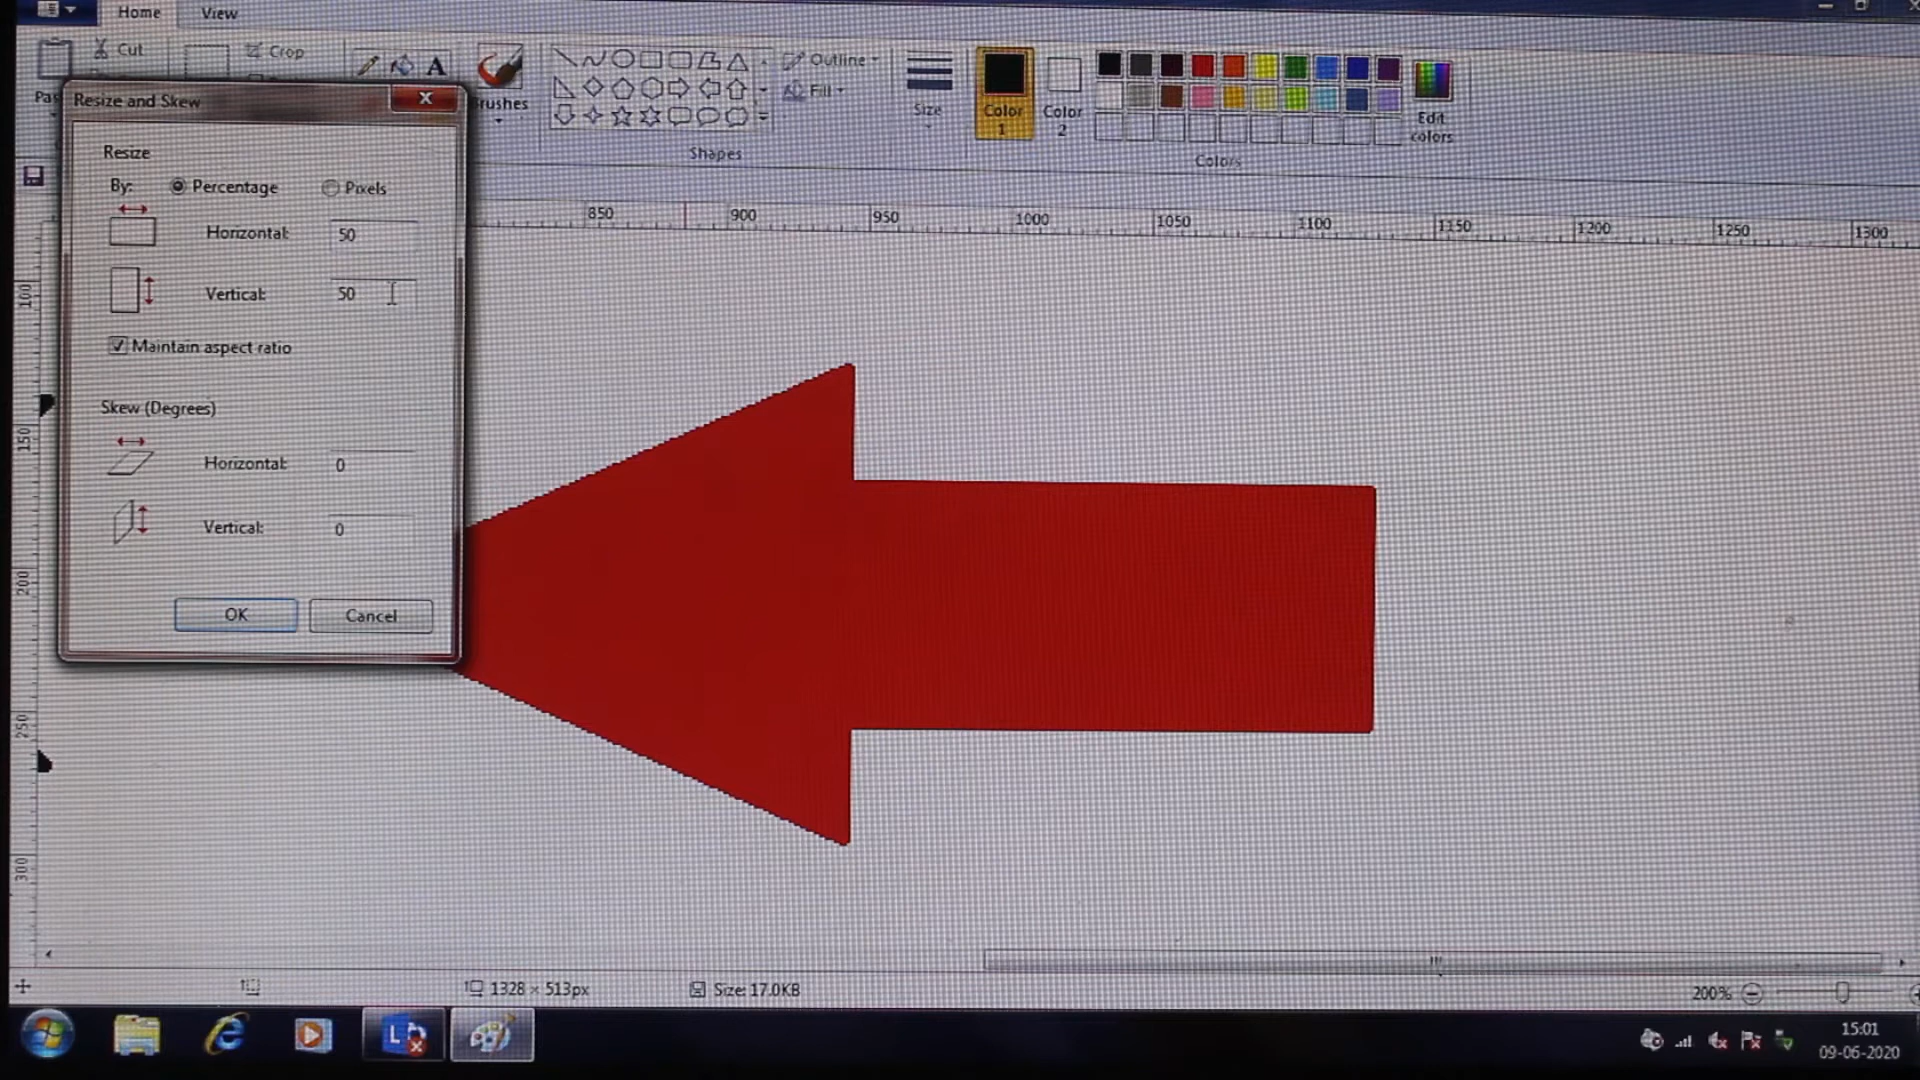 Home View
Cut
Crop
A
rushes
Outline
Fill
Size
Color
1
Color
2
Edit
colors
Shapes
Colors
Resize and Skew
X
Resize
By: Percentage Pixels
Horizontal: 50
Vertical: 50
Maintain aspect ratio
Skew (Degrees)
Horizontal: 0
Vertical: 0
OK Cancel
850 900 950 1000 1050 1100 1150 1200 1250 1300
100
150
200
250
300
1328 × 513px
Size: 17.0KB
200%
L
15:01
09-06-2020